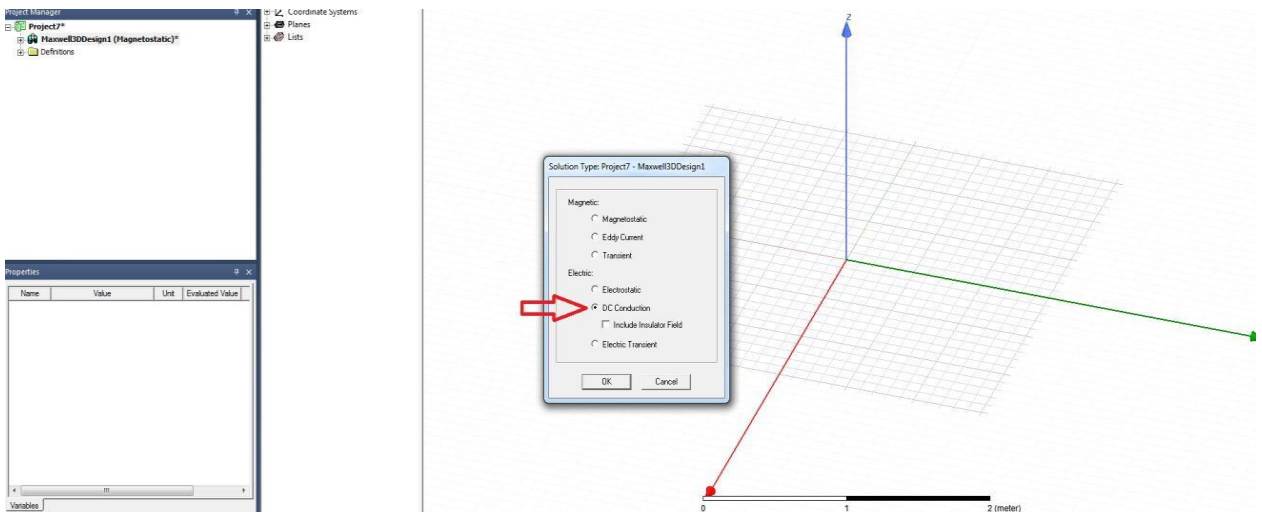 Project Manager
Project7*
Maxwell3DDesign1 (Magnetostatic)*
Definitions
Coordinate Systems
Planes
Lists
Z
Solution Type: Project7 - Maxwell3DDesign1
Magnetic:
Magnetostatic
Eddy Current
Transient
Electric:
Electrostatic
DC Conduction
Include Insulator Field
Electric Transient
OK Cancel
Properties
Name Value Unit Evaluated Value
Variables
0 1 2 (meter)